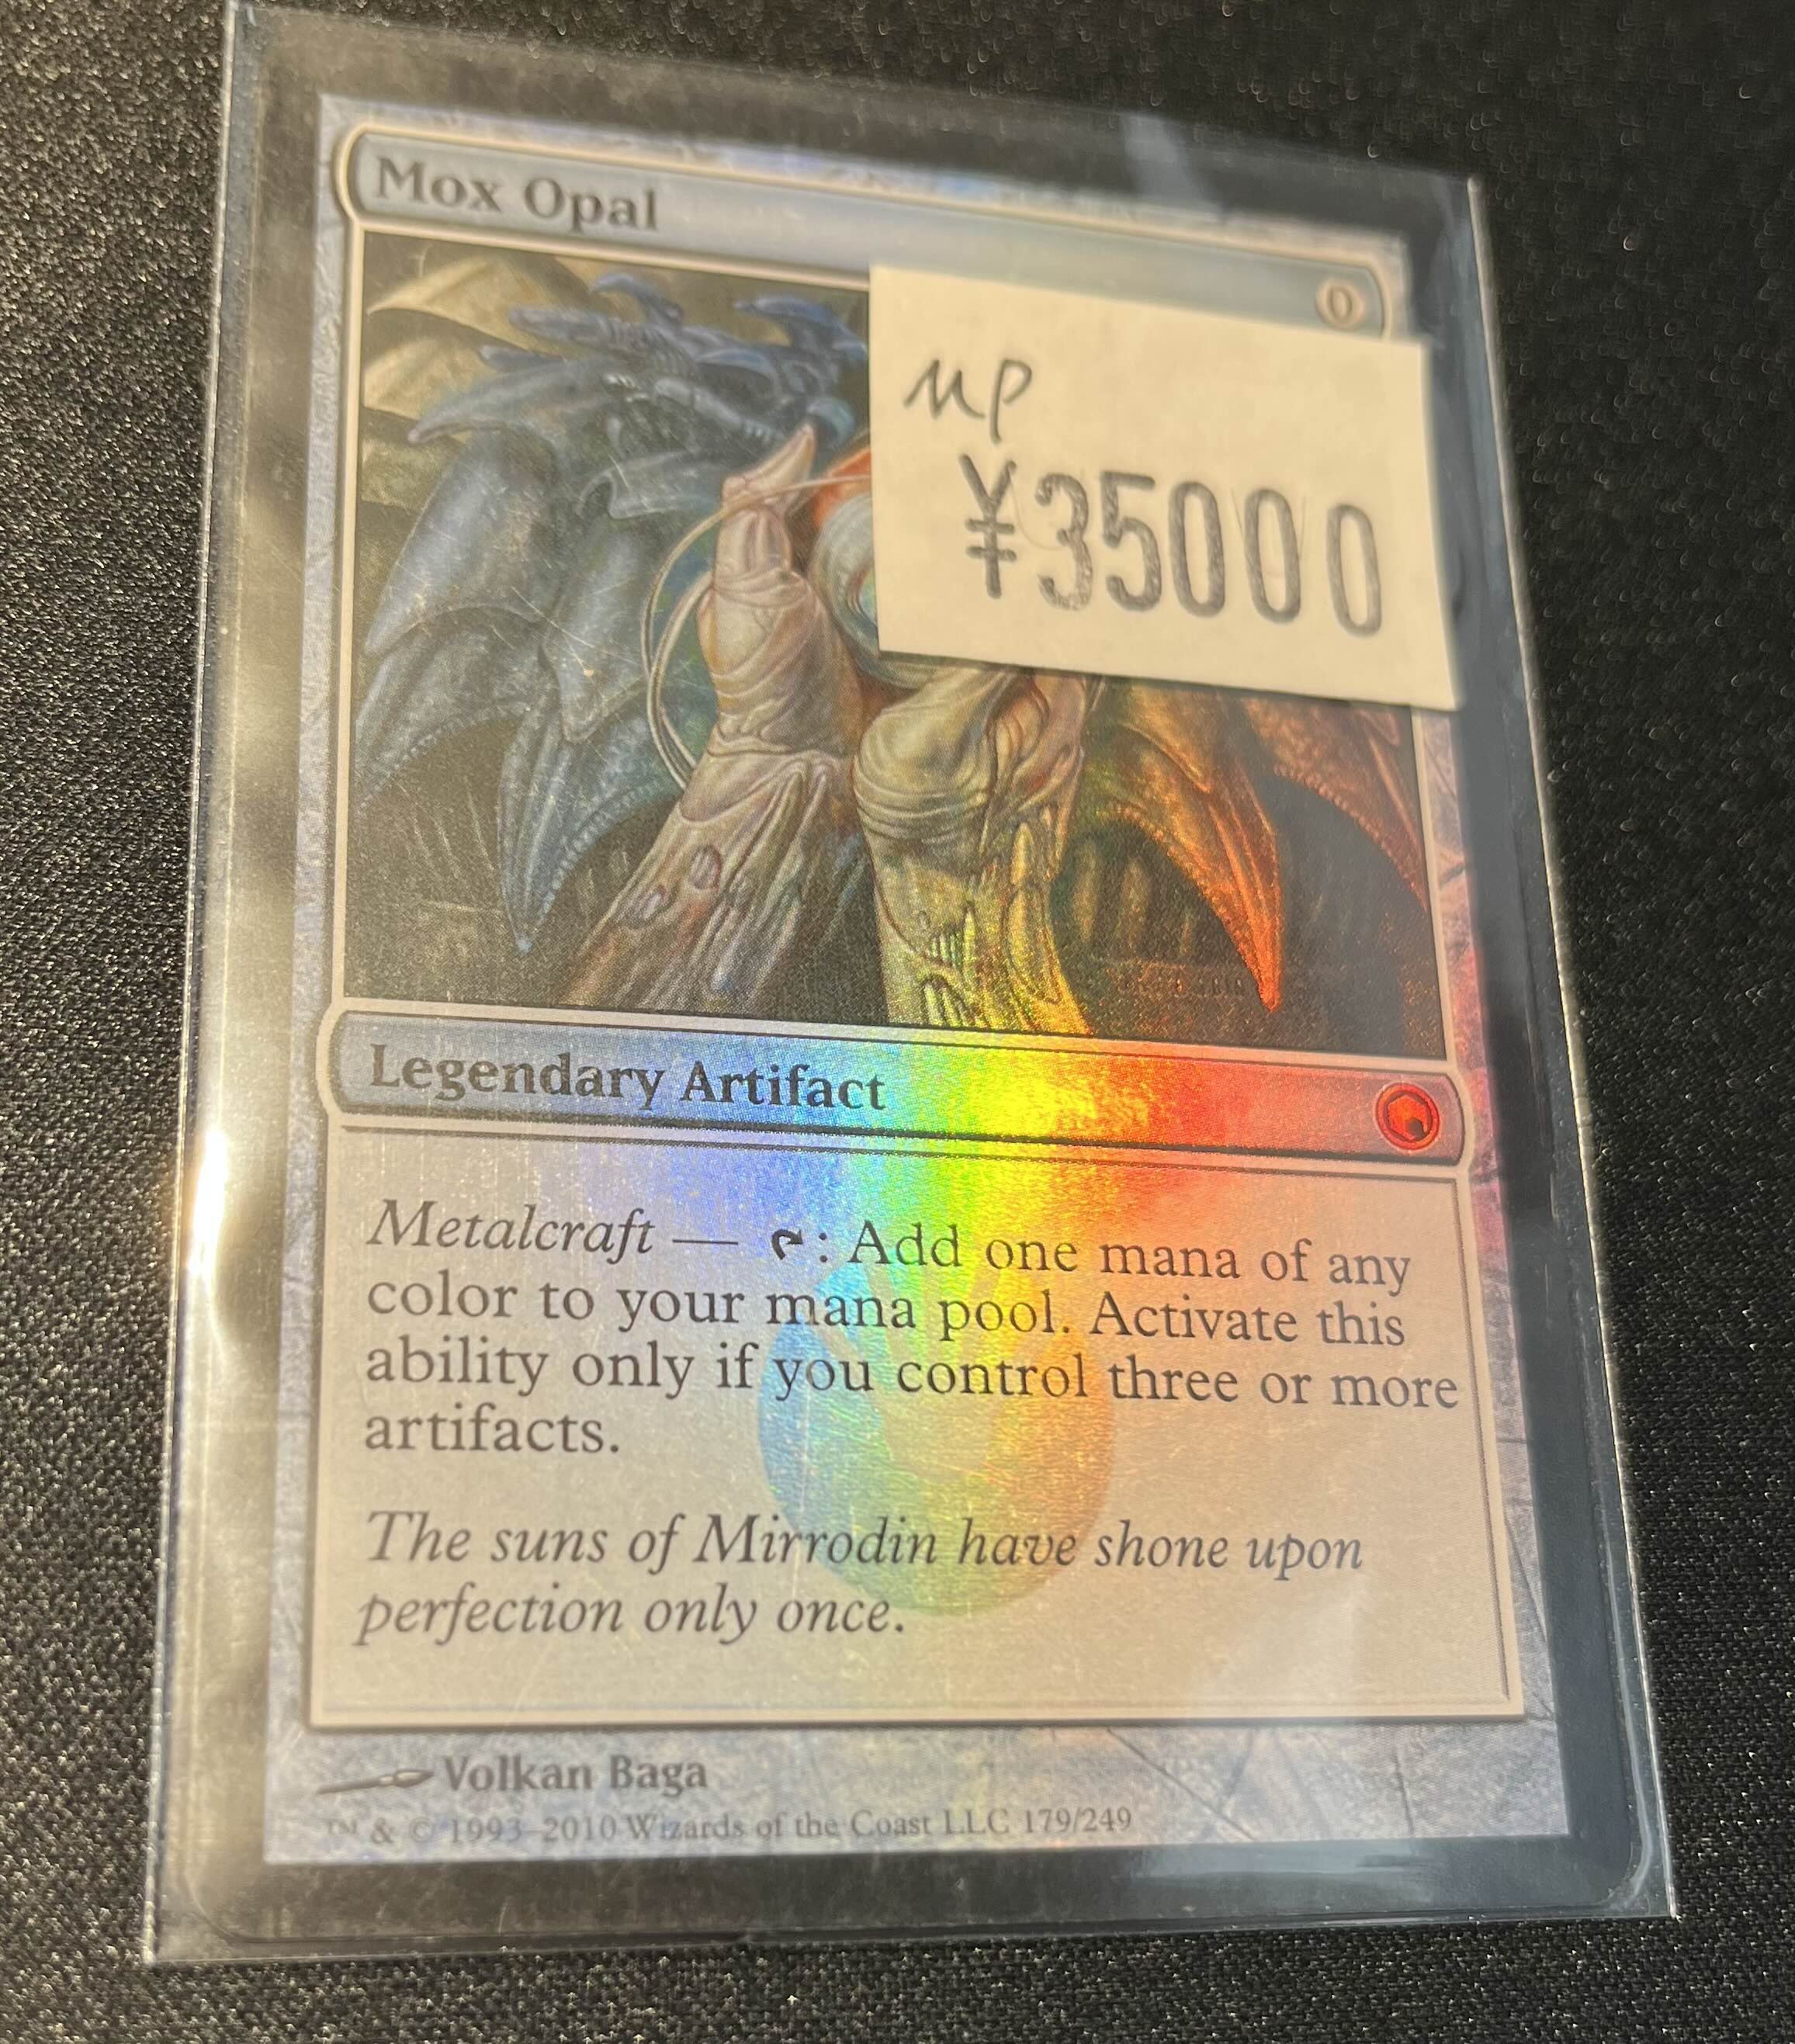 Mox Opal
0
MP
¥35000
Legendary Artifact
Metalcraft — : Add one mana of any
color to your mana pool. Activate this
ability only if you control three or more
artifacts.
The suns of Mirrodin have shone upon
perfection only once.
Volkan Baga
™ & © 1993–2010 Wizards of the Coast LLC 179/249